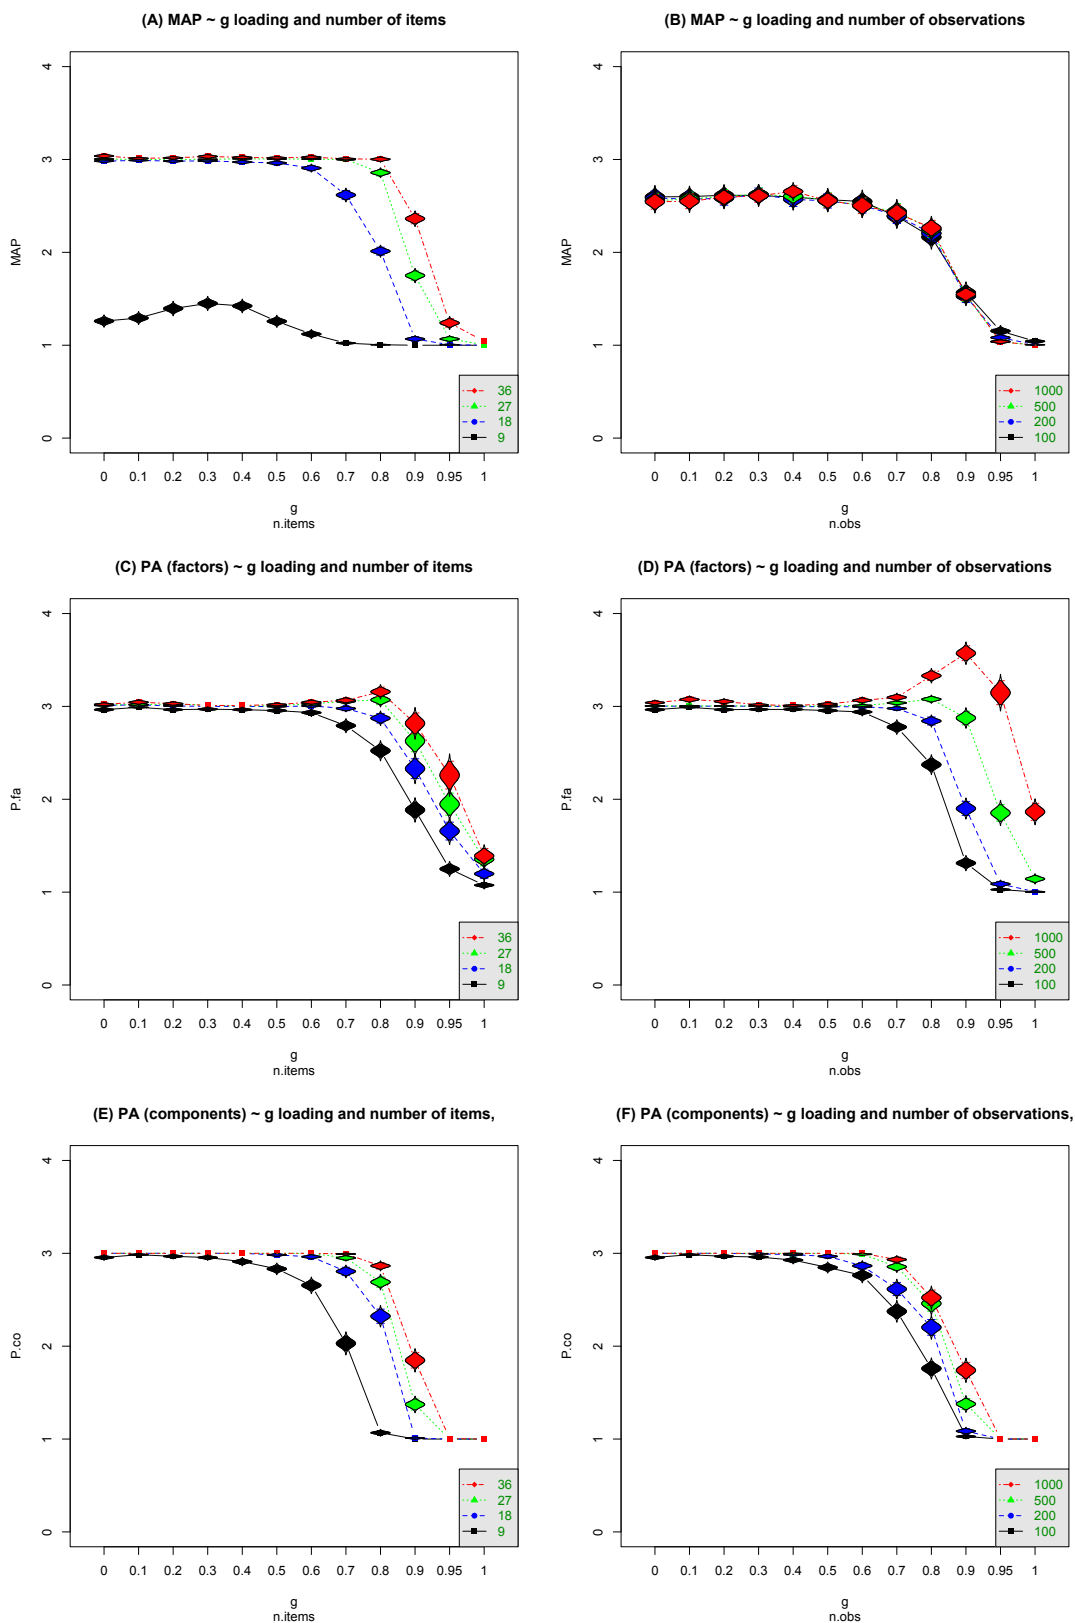 (A) MAP ~ g loading and number of items
MAP
0 1 2 3 4
0 0.1 0.2 0.3 0.4 0.5 0.6 0.7 0.8 0.9 0.95 1
g
n.items
36
27
18
9
(B) MAP ~ g loading and number of observations
MAP
0 1 2 3 4
0 0.1 0.2 0.3 0.4 0.5 0.6 0.7 0.8 0.9 0.95 1
g
n.obs
1000
500
200
100
(C) PA (factors) ~ g loading and number of items
P.fa
0 1 2 3 4
0 0.1 0.2 0.3 0.4 0.5 0.6 0.7 0.8 0.9 0.95 1
g
n.items
36
27
18
9
(D) PA (factors) ~ g loading and number of observations
P.fa
0 1 2 3 4
0 0.1 0.2 0.3 0.4 0.5 0.6 0.7 0.8 0.9 0.95 1
g
n.obs
1000
500
200
100
(E) PA (components) ~ g loading and number of items,
P.co
0 1 2 3 4
0 0.1 0.2 0.3 0.4 0.5 0.6 0.7 0.8 0.9 0.95 1
g
n.items
36
27
18
9
(F) PA (components) ~ g loading and number of observations,
P.co
0 1 2 3 4
0 0.1 0.2 0.3 0.4 0.5 0.6 0.7 0.8 0.9 0.95 1
g
n.obs
1000
500
200
100